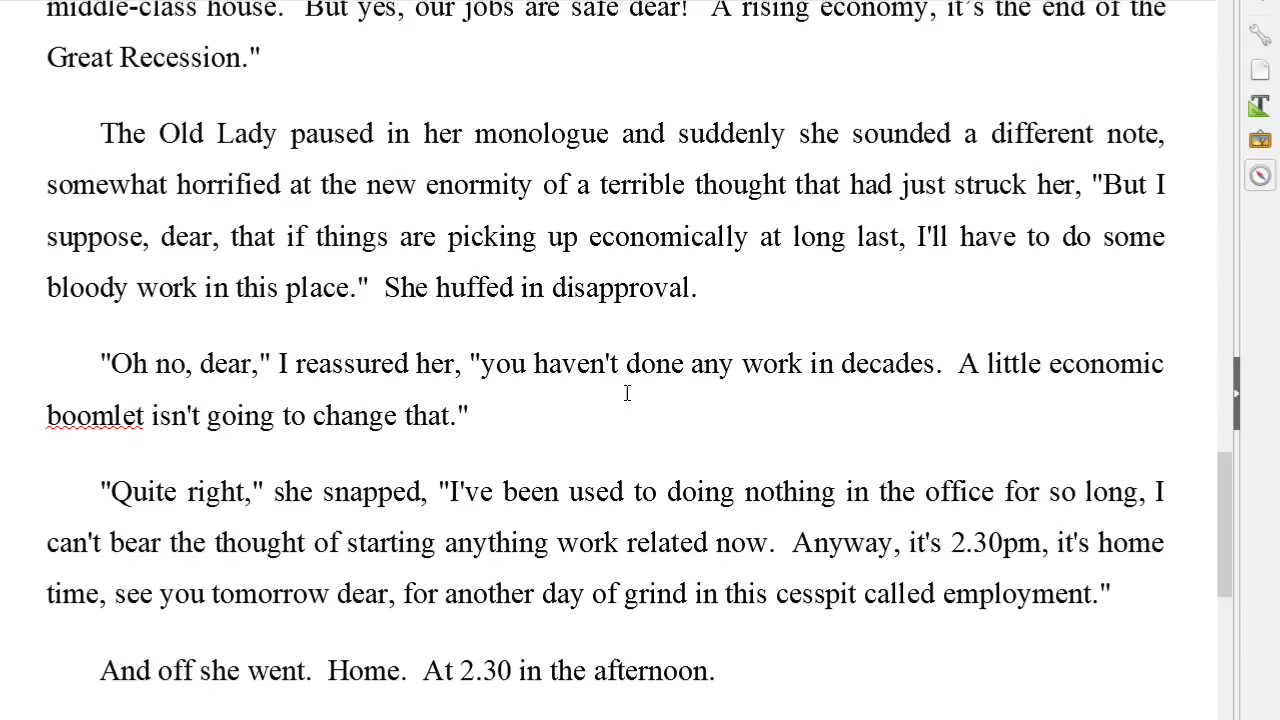 middle-class house.  But yes, our jobs are safe dear!  A rising economy, it's the end of the
Great Recession."
The Old Lady paused in her monologue and suddenly she sounded a different note,
somewhat horrified at the new enormity of a terrible thought that had just struck her, "But I
suppose, dear, that if things are picking up economically at long last, I'll have to do some
bloody work in this place."  She huffed in disapproval.
"Oh no, dear," I reassured her, "you haven't done any work in decades.  A little economic
boomlet isn't going to change that."
"Quite right," she snapped, "I've been used to doing nothing in the office for so long, I
can't bear the thought of starting anything work related now.  Anyway, it's 2.30pm, it's home
time, see you tomorrow dear, for another day of grind in this cesspit called employment."
And off she went.  Home.  At 2.30 in the afternoon.